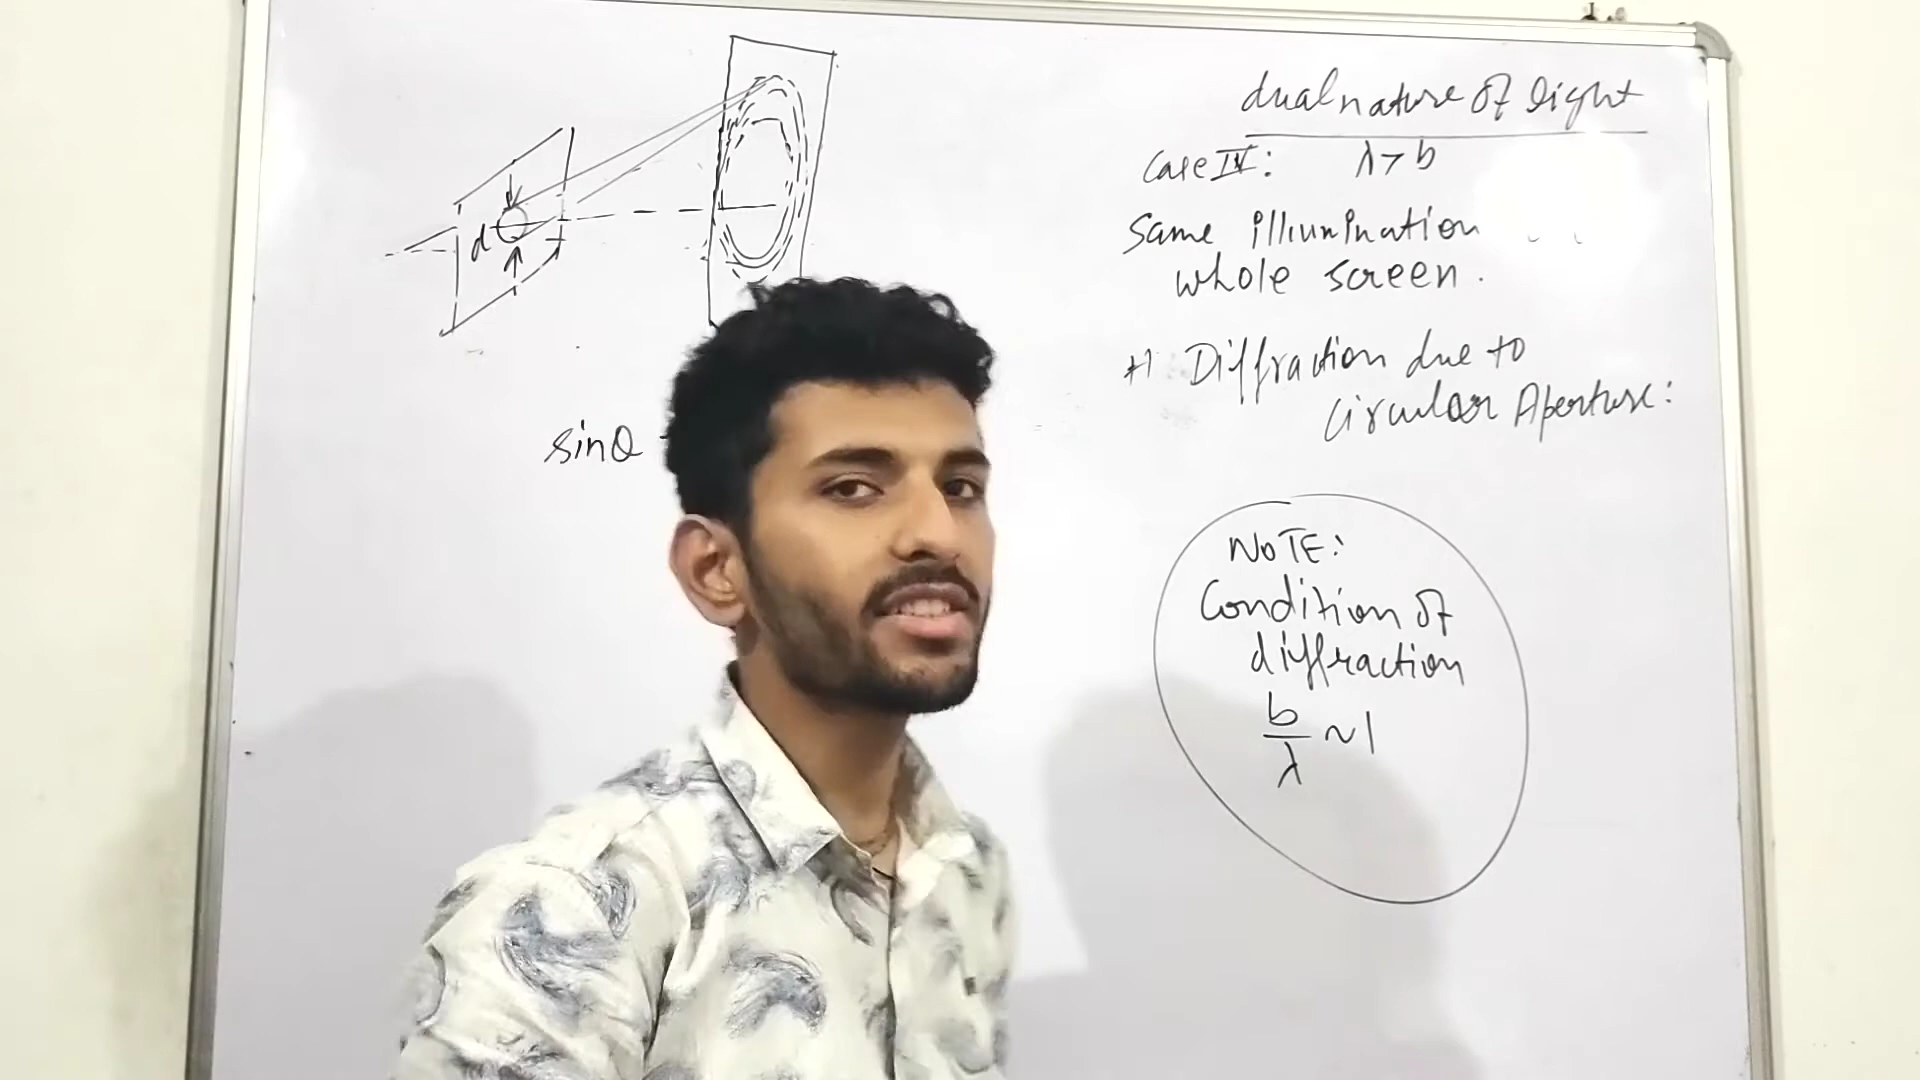 dual nature of light
Case IV: λ > b
Same illumination
whole screen.
Diffraction due to
Circular Aperture:
d
sinθ
NOTE:
Condition of
diffraction
b/λ ~ 1